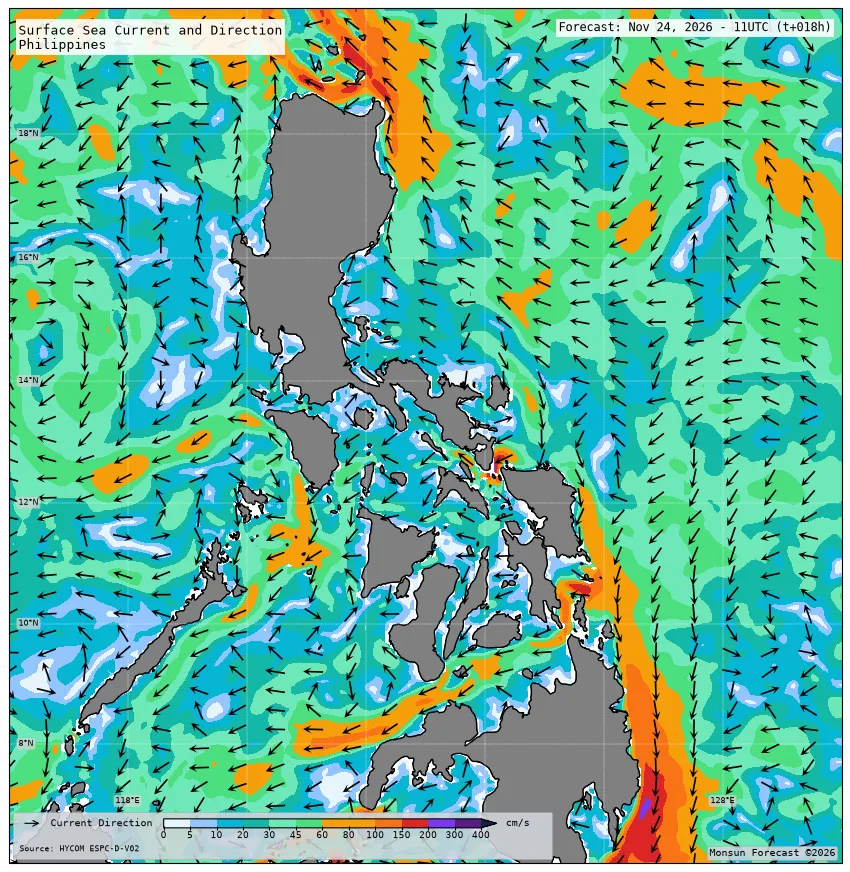 Surface Sea Current and Direction
Philippines
Forecast: Nov 24, 2026 - 11UTC (t+018h)
18°N
16°N
14°N
12°N
10°N
8°N
118°E
128°E
Current Direction
cm/s
0 5 10 20 30 45 60 80 100 150 200 300 400
Source: HYCOM ESPC-D-V02
Monsun Forecast ©2026